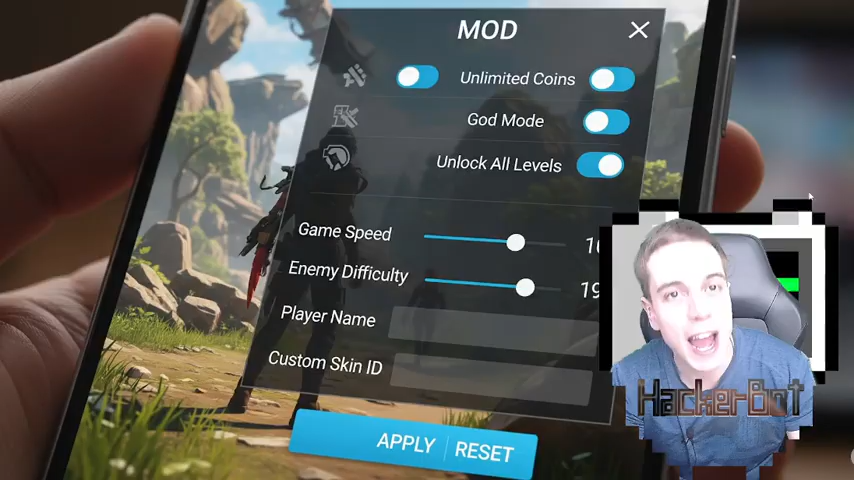 MOD
Unlimited Coins
God Mode
Unlock All Levels
Game Speed
Enemy Difficulty
Player Name
Custom Skin ID
APPLY RESET
HackerBot